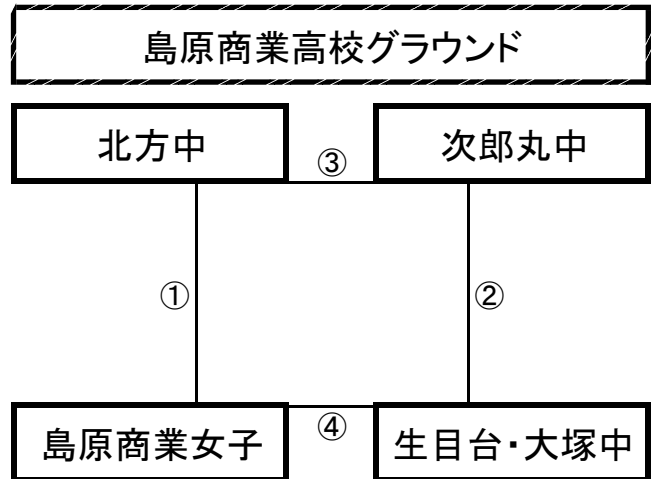 島原商業高校グラウンド
北方中
③
次郎丸中
①
②
島原商業女子
④
生目台・大塚中